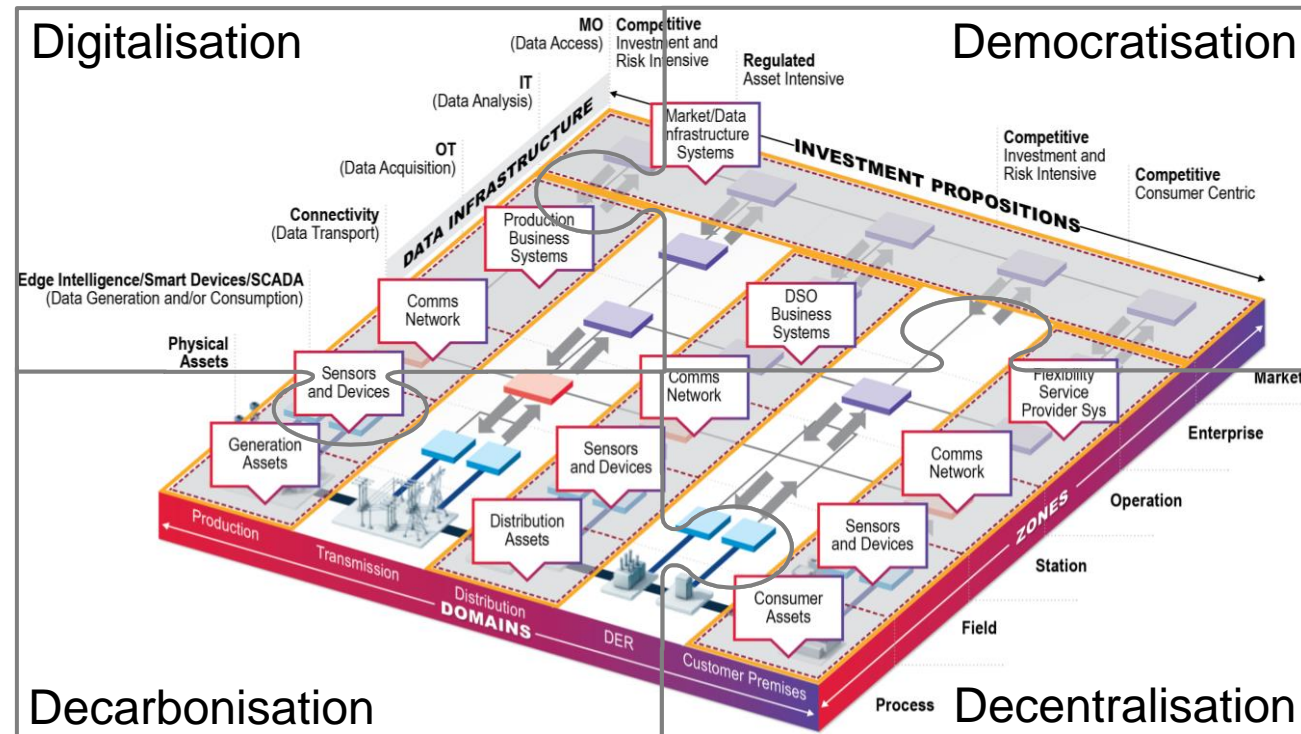 Digitalisation
Democratisation
MO
(Data Access)
Competitive
Investment and
Risk Intensive
Regulated
Asset Intensive
IT
(Data Analysis)
OT
(Data Acquisition)
Connectivity
(Data Transport)
Edge Intelligence/Smart Devices/SCADA
(Data Generation and/or Consumption)
Physical
Assets
DATA INFRASTRUCTURE
INVESTMENT PROPOSITIONS
Competitive
Investment and
Risk Intensive
Competitive
Consumer Centric
Market/Data
Infrastructure
Systems
Production
Business
Systems
Comms
Network
Sensors
and Devices
Generation
Assets
DSO
Business
Systems
Comms
Network
Sensors
and Devices
Distribution
Assets
Flexibility
Service
Provider Sys
Comms
Network
Sensors
and Devices
Consumer
Assets
Market
Enterprise
Operation
Station
Field
Process
ZONES
Production
Transmission
Distribution
DOMAINS
DER
Customer Premises
Decarbonisation
Decentralisation